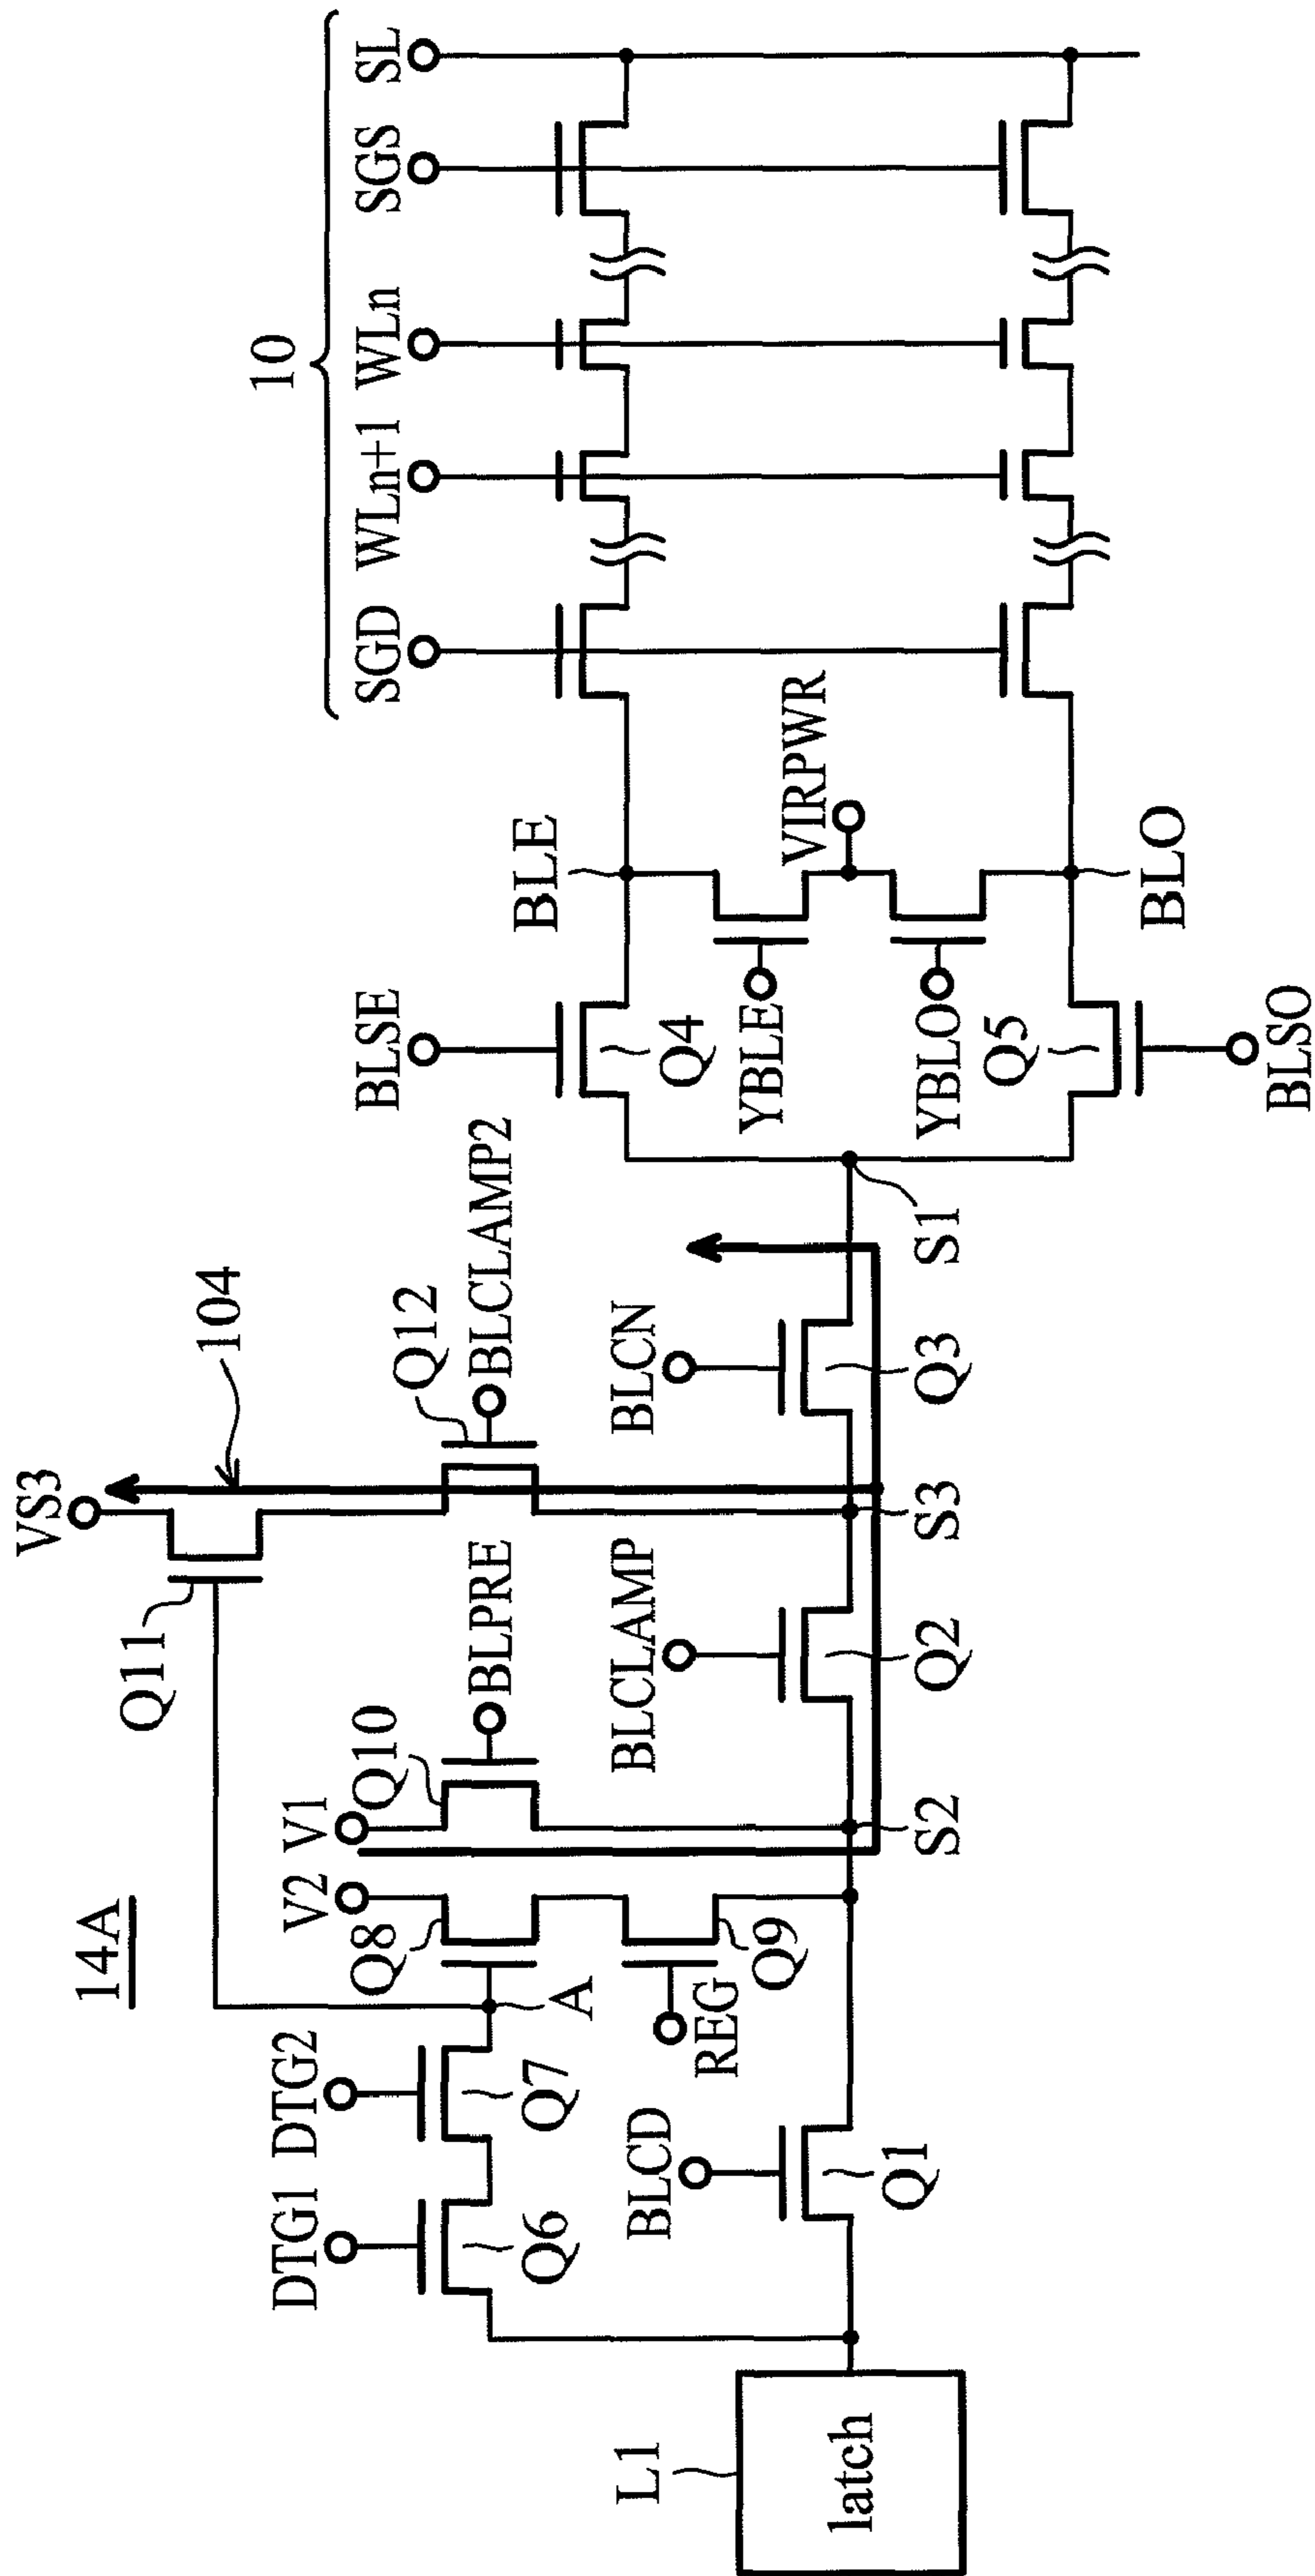 14A
10
VS3
104
Q11
Q12
BLCLAMP2
V1
V2
Q10
BLPRE
Q8
Q9
REG
A
DTG1
DTG2
Q6
Q7
BLCD
Q1
L1
latch
S2
BLCLAMP
Q2
S3
BLCN
Q3
S1
BLSE
Q4
BLE
YBLE
VIRPWR
YBLO
Q5
BLO
BLSO
SGD
WLn+1
WLn
SGS
SL